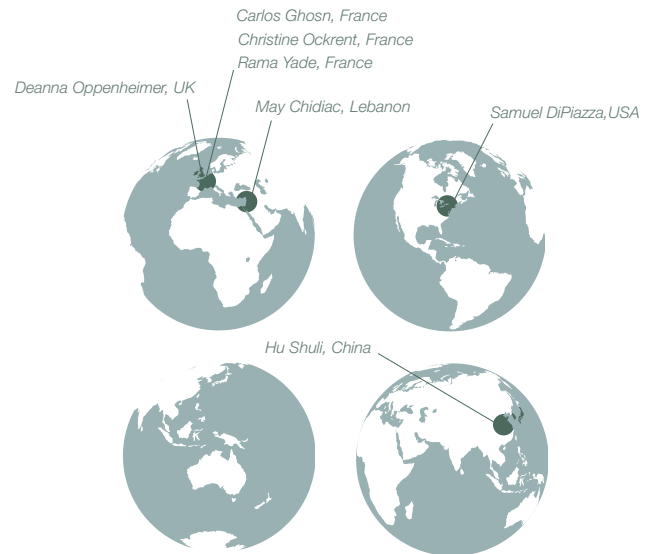 Carlos Ghosn, France
Christine Ockrent, France
Rama Yade, France
Deanna Oppenheimer, UK
May Chidiac, Lebanon
Samuel DiPiazza,USA
Hu Shuli, China